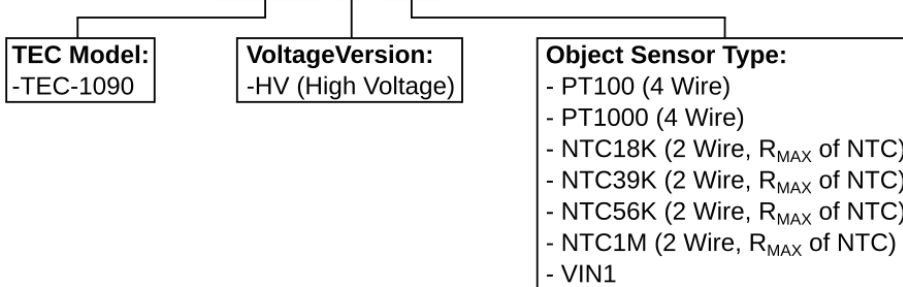 TEC Model:
-TEC-1090
VoltageVersion:
-HV (High Voltage)
Object Sensor Type:
- PT100 (4 Wire)
- PT1000 (4 Wire)
- NTC18K (2 Wire, RMAX of NTC)
- NTC39K (2 Wire, RMAX of NTC)
- NTC56K (2 Wire, RMAX of NTC)
- NTC1M (2 Wire, RMAX of NTC)
- VIN1